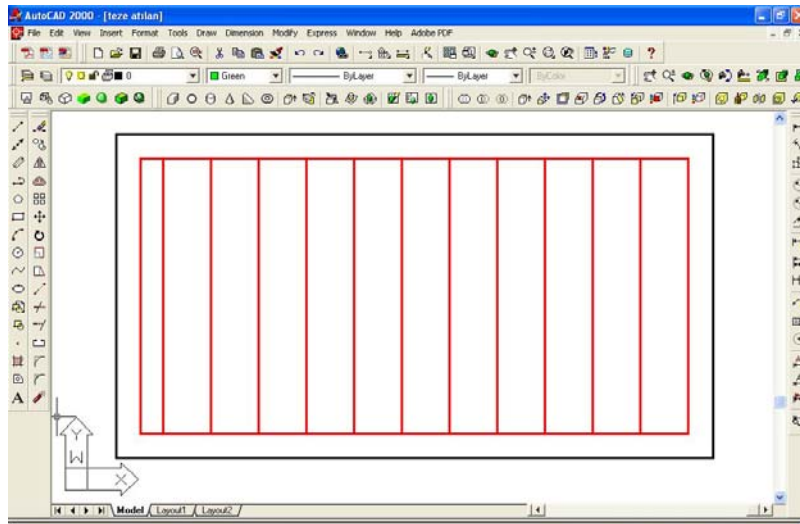 AutoCAD 2000 - [teze atılan]
File Edit View Insert Format Tools Draw Dimension Modify Express Window Help Adobe PDF
0 Green ByLayer ByLayer ByColor
A
Y
W
X
Model Layout1 Layout2